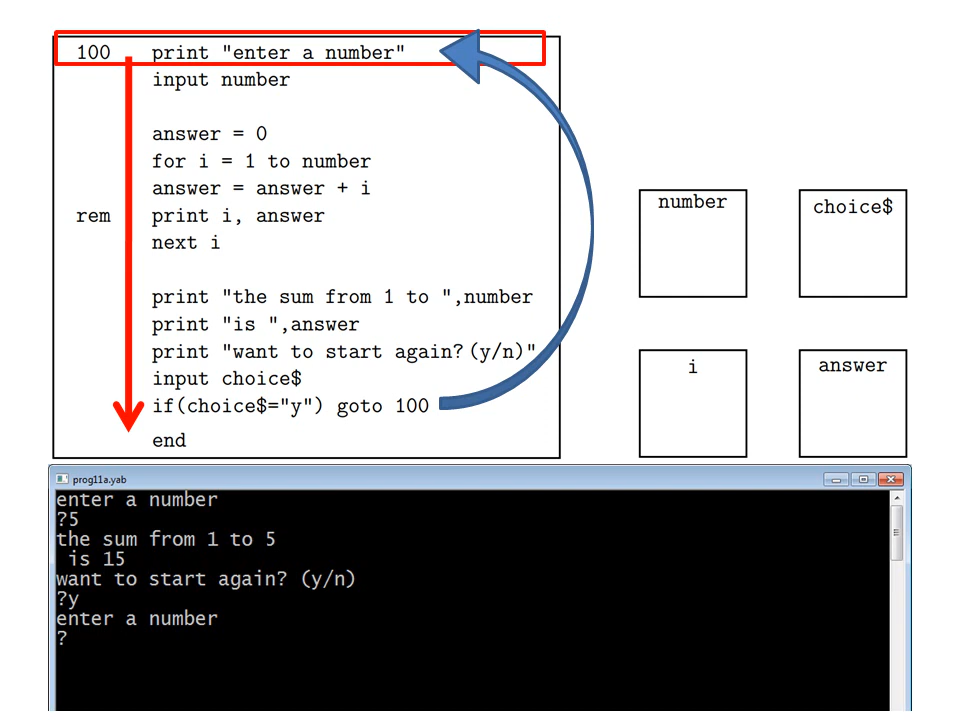 100 print "enter a number"
input number
answer = 0
for i = 1 to number
answer = answer + i
rem print i, answer
next i
print "the sum from 1 to ",number
print "is ",answer
print "want to start again?(y/n)"
input choice$
if(choice$="y") goto 100
end
number
choice$
i
answer
prog11a.yab
enter a number
?5
the sum from 1 to 5
 is 15
want to start again? (y/n)
?y
enter a number
?